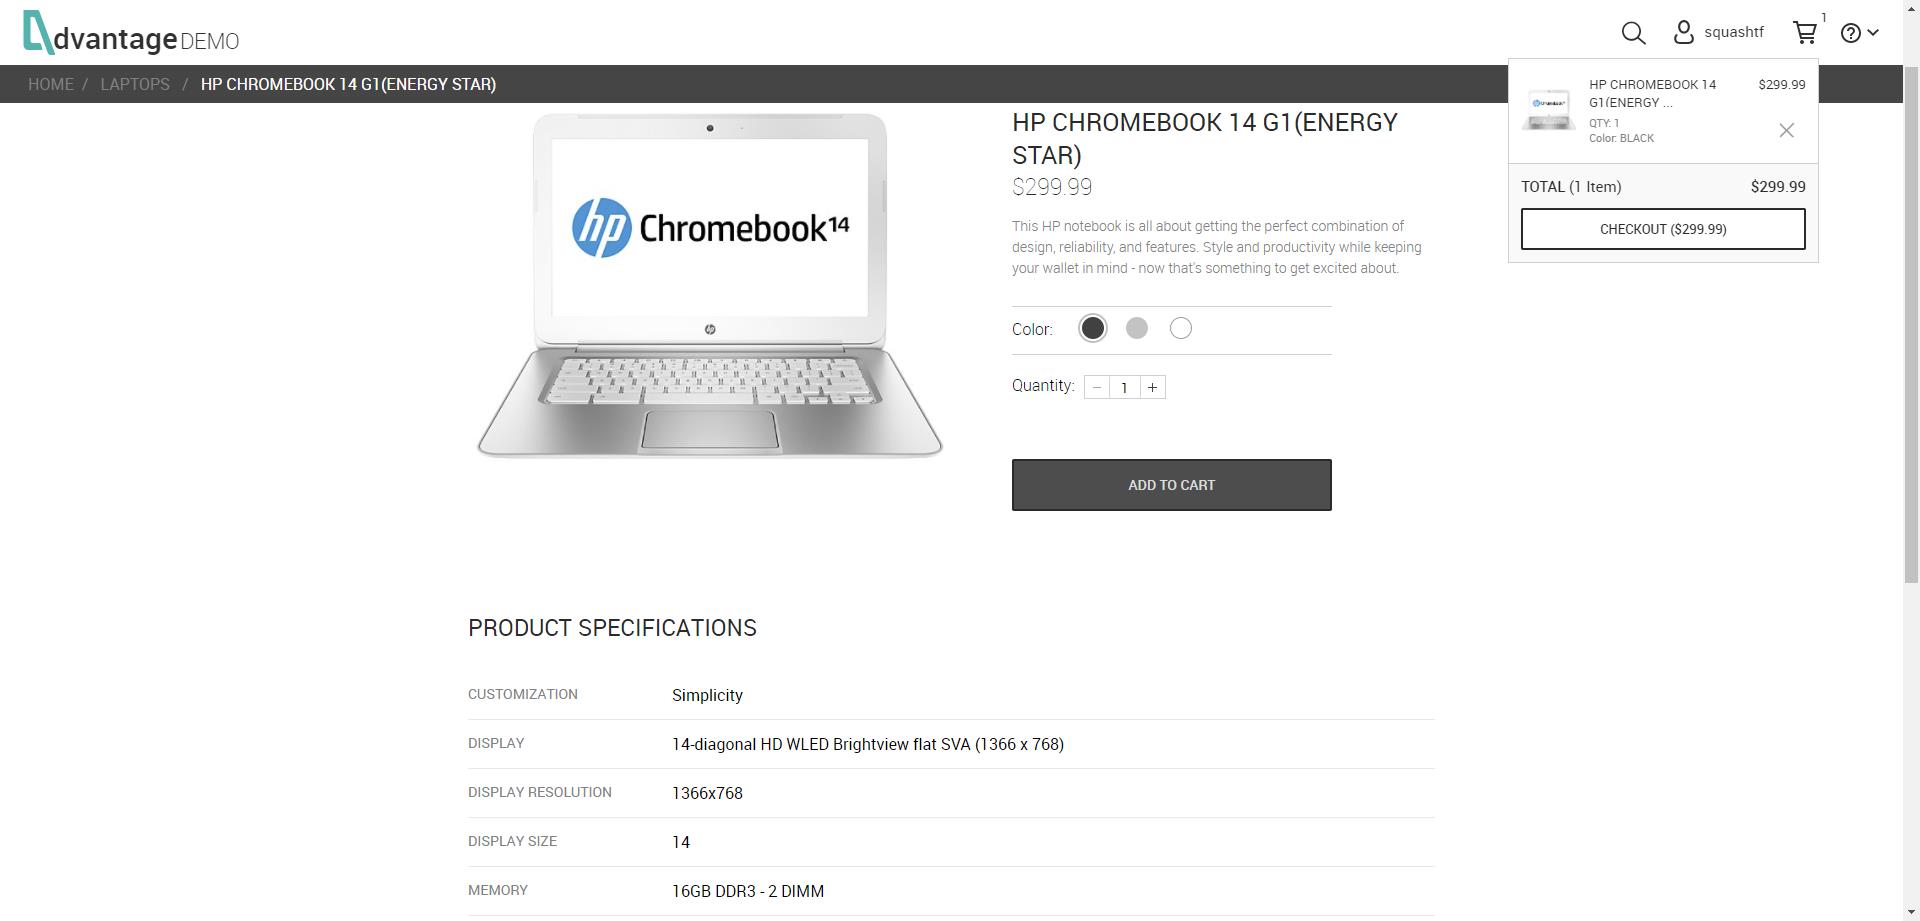 dvantage DEMO
squashtf
1
HOME / LAPTOPS / HP CHROMEBOOK 14 G1(ENERGY STAR)
HP CHROMEBOOK 14 $299.99
G1(ENERGY ...
QTY: 1
Color: BLACK
TOTAL (1 Item) $299.99
CHECKOUT ($299.99)
hp Chromebook14
HP CHROMEBOOK 14 G1(ENERGY
STAR)
$299.99
This HP notebook is all about getting the perfect combination of
design, reliability, and features. Style and productivity while keeping
your wallet in mind - now that's something to get excited about.
Color:
Quantity: − 1 +
ADD TO CART
PRODUCT SPECIFICATIONS
CUSTOMIZATION Simplicity
DISPLAY 14-diagonal HD WLED Brightview flat SVA (1366 x 768)
DISPLAY RESOLUTION 1366x768
DISPLAY SIZE 14
MEMORY 16GB DDR3 - 2 DIMM